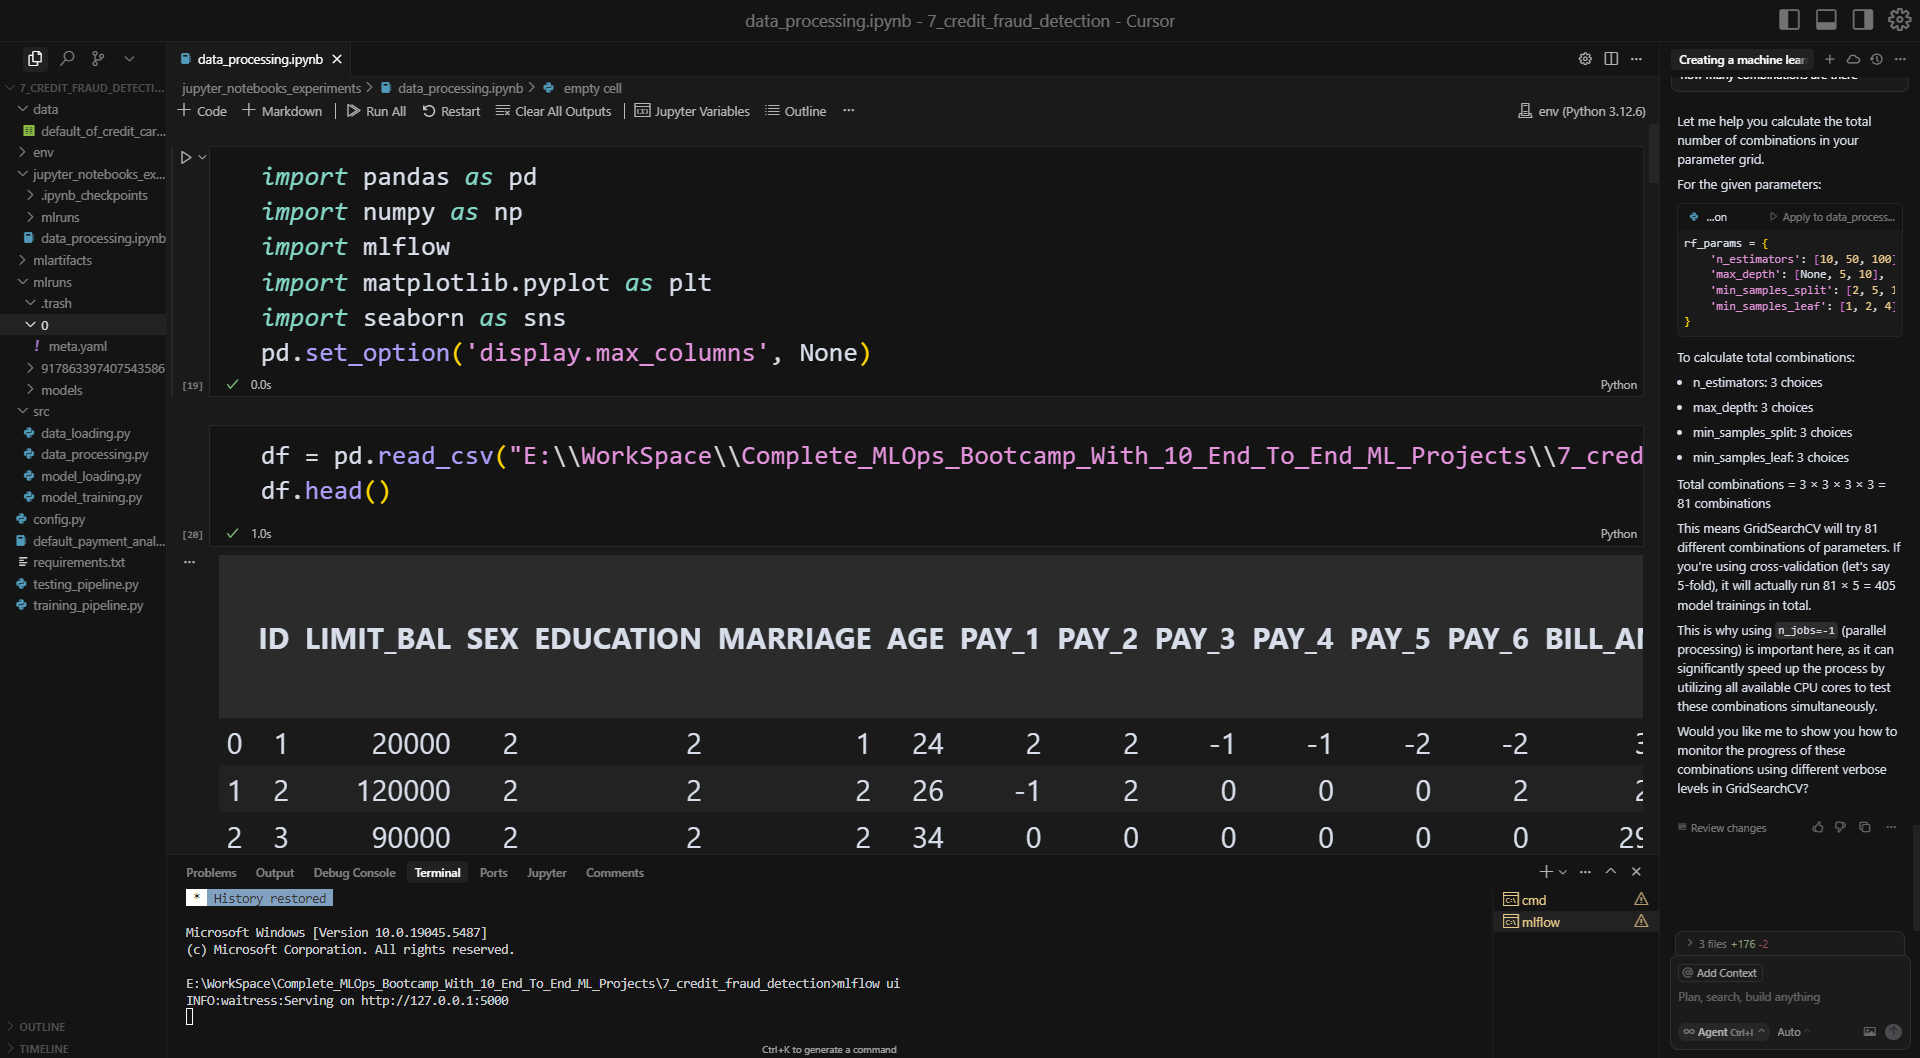 data_processing.ipynb - 7_credit_fraud_detection - Cursor
7_CREDIT_FRAUD_DETECTI...
data
default_of_credit_car...
env
jupyter_notebooks_ex...
.ipynb_checkpoints
mlruns
data_processing.ipynb
mlartifacts
mlruns
.trash
0
! meta.yaml
917863397407543586
models
src
data_loading.py
data_processing.py
model_loading.py
model_training.py
config.py
default_payment_anal...
requirements.txt
testing_pipeline.py
training_pipeline.py
OUTLINE
TIMELINE
data_processing.ipynb
jupyter_notebooks_experiments > data_processing.ipynb > empty cell
+ Code + Markdown Run All Restart Clear All Outputs Jupyter Variables Outline ... env (Python 3.12.6)
import pandas as pd
import numpy as np
import mlflow
import matplotlib.pyplot as plt
import seaborn as sns
pd.set_option('display.max_columns', None)
[19] 0.0s Python
df = pd.read_csv("E:\\WorkSpace\\Complete_MLOps_Bootcamp_With_10_End_To_End_ML_Projects\\7_cred
df.head()
[20] 1.0s Python
...
ID LIMIT_BAL SEX EDUCATION MARRIAGE AGE PAY_1 PAY_2 PAY_3 PAY_4 PAY_5 PAY_6
0 1 20000 2 2 1 24 2 2 -1 -1 -2 -2
1 2 120000 2 2 2 26 -1 2 0 0 0 2
2 3 90000 2 2 2 34 0 0 0 0 0 0
Problems Output Debug Console Terminal Ports Jupyter Comments
* History restored
Microsoft Windows [Version 10.0.19045.5487]
(c) Microsoft Corporation. All rights reserved.
E:\WorkSpace\Complete_MLOps_Bootcamp_With_10_End_To_End_ML_Projects\7_credit_fraud_detection>mlflow ui
INFO:waitress:Serving on http://127.0.0.1:5000
Ctrl+K to generate a command
cmd
mlflow
Creating a machine lear
how many combinations are there
Let me help you calculate the total
number of combinations in your
parameter grid.
For the given parameters:
...on Apply to data_process...
rf_params = {
'n_estimators': [10, 50, 100]
'max_depth': [None, 5, 10],
'min_samples_split': [2, 5, 1
'min_samples_leaf': [1, 2, 4]
}
To calculate total combinations:
• n_estimators: 3 choices
• max_depth: 3 choices
• min_samples_split: 3 choices
• min_samples_leaf: 3 choices
Total combinations = 3 × 3 × 3 × 3 =
81 combinations
This means GridSearchCV will try 81
different combinations of parameters. If
you're using cross-validation (let's say
5-fold), it will actually run 81 × 5 = 405
model trainings in total.
This is why using n_jobs=-1 (parallel
processing) is important here, as it can
significantly speed up the process by
utilizing all available CPU cores to test
these combinations simultaneously.
Would you like me to show you how to
monitor the progress of these
combinations using different verbose
levels in GridSearchCV?
Review changes
3 files +176 -2
@ Add Context
Plan, search, build anything
∞ Agent Ctrl+I Auto